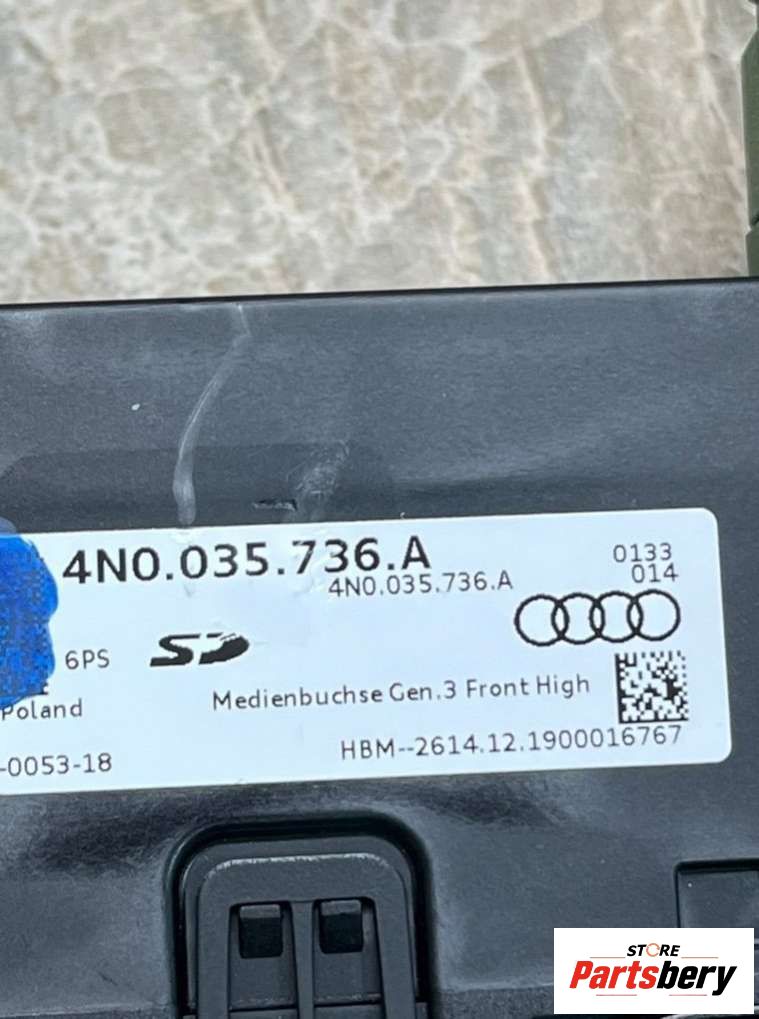 4N0.035.736.A
4N0.035.736.A
0133
014
6PS
SD
Poland
Medienbuchse Gen.3 Front High
-0053-18
HBM--2614.12.1900016767
STORE
Partsbery